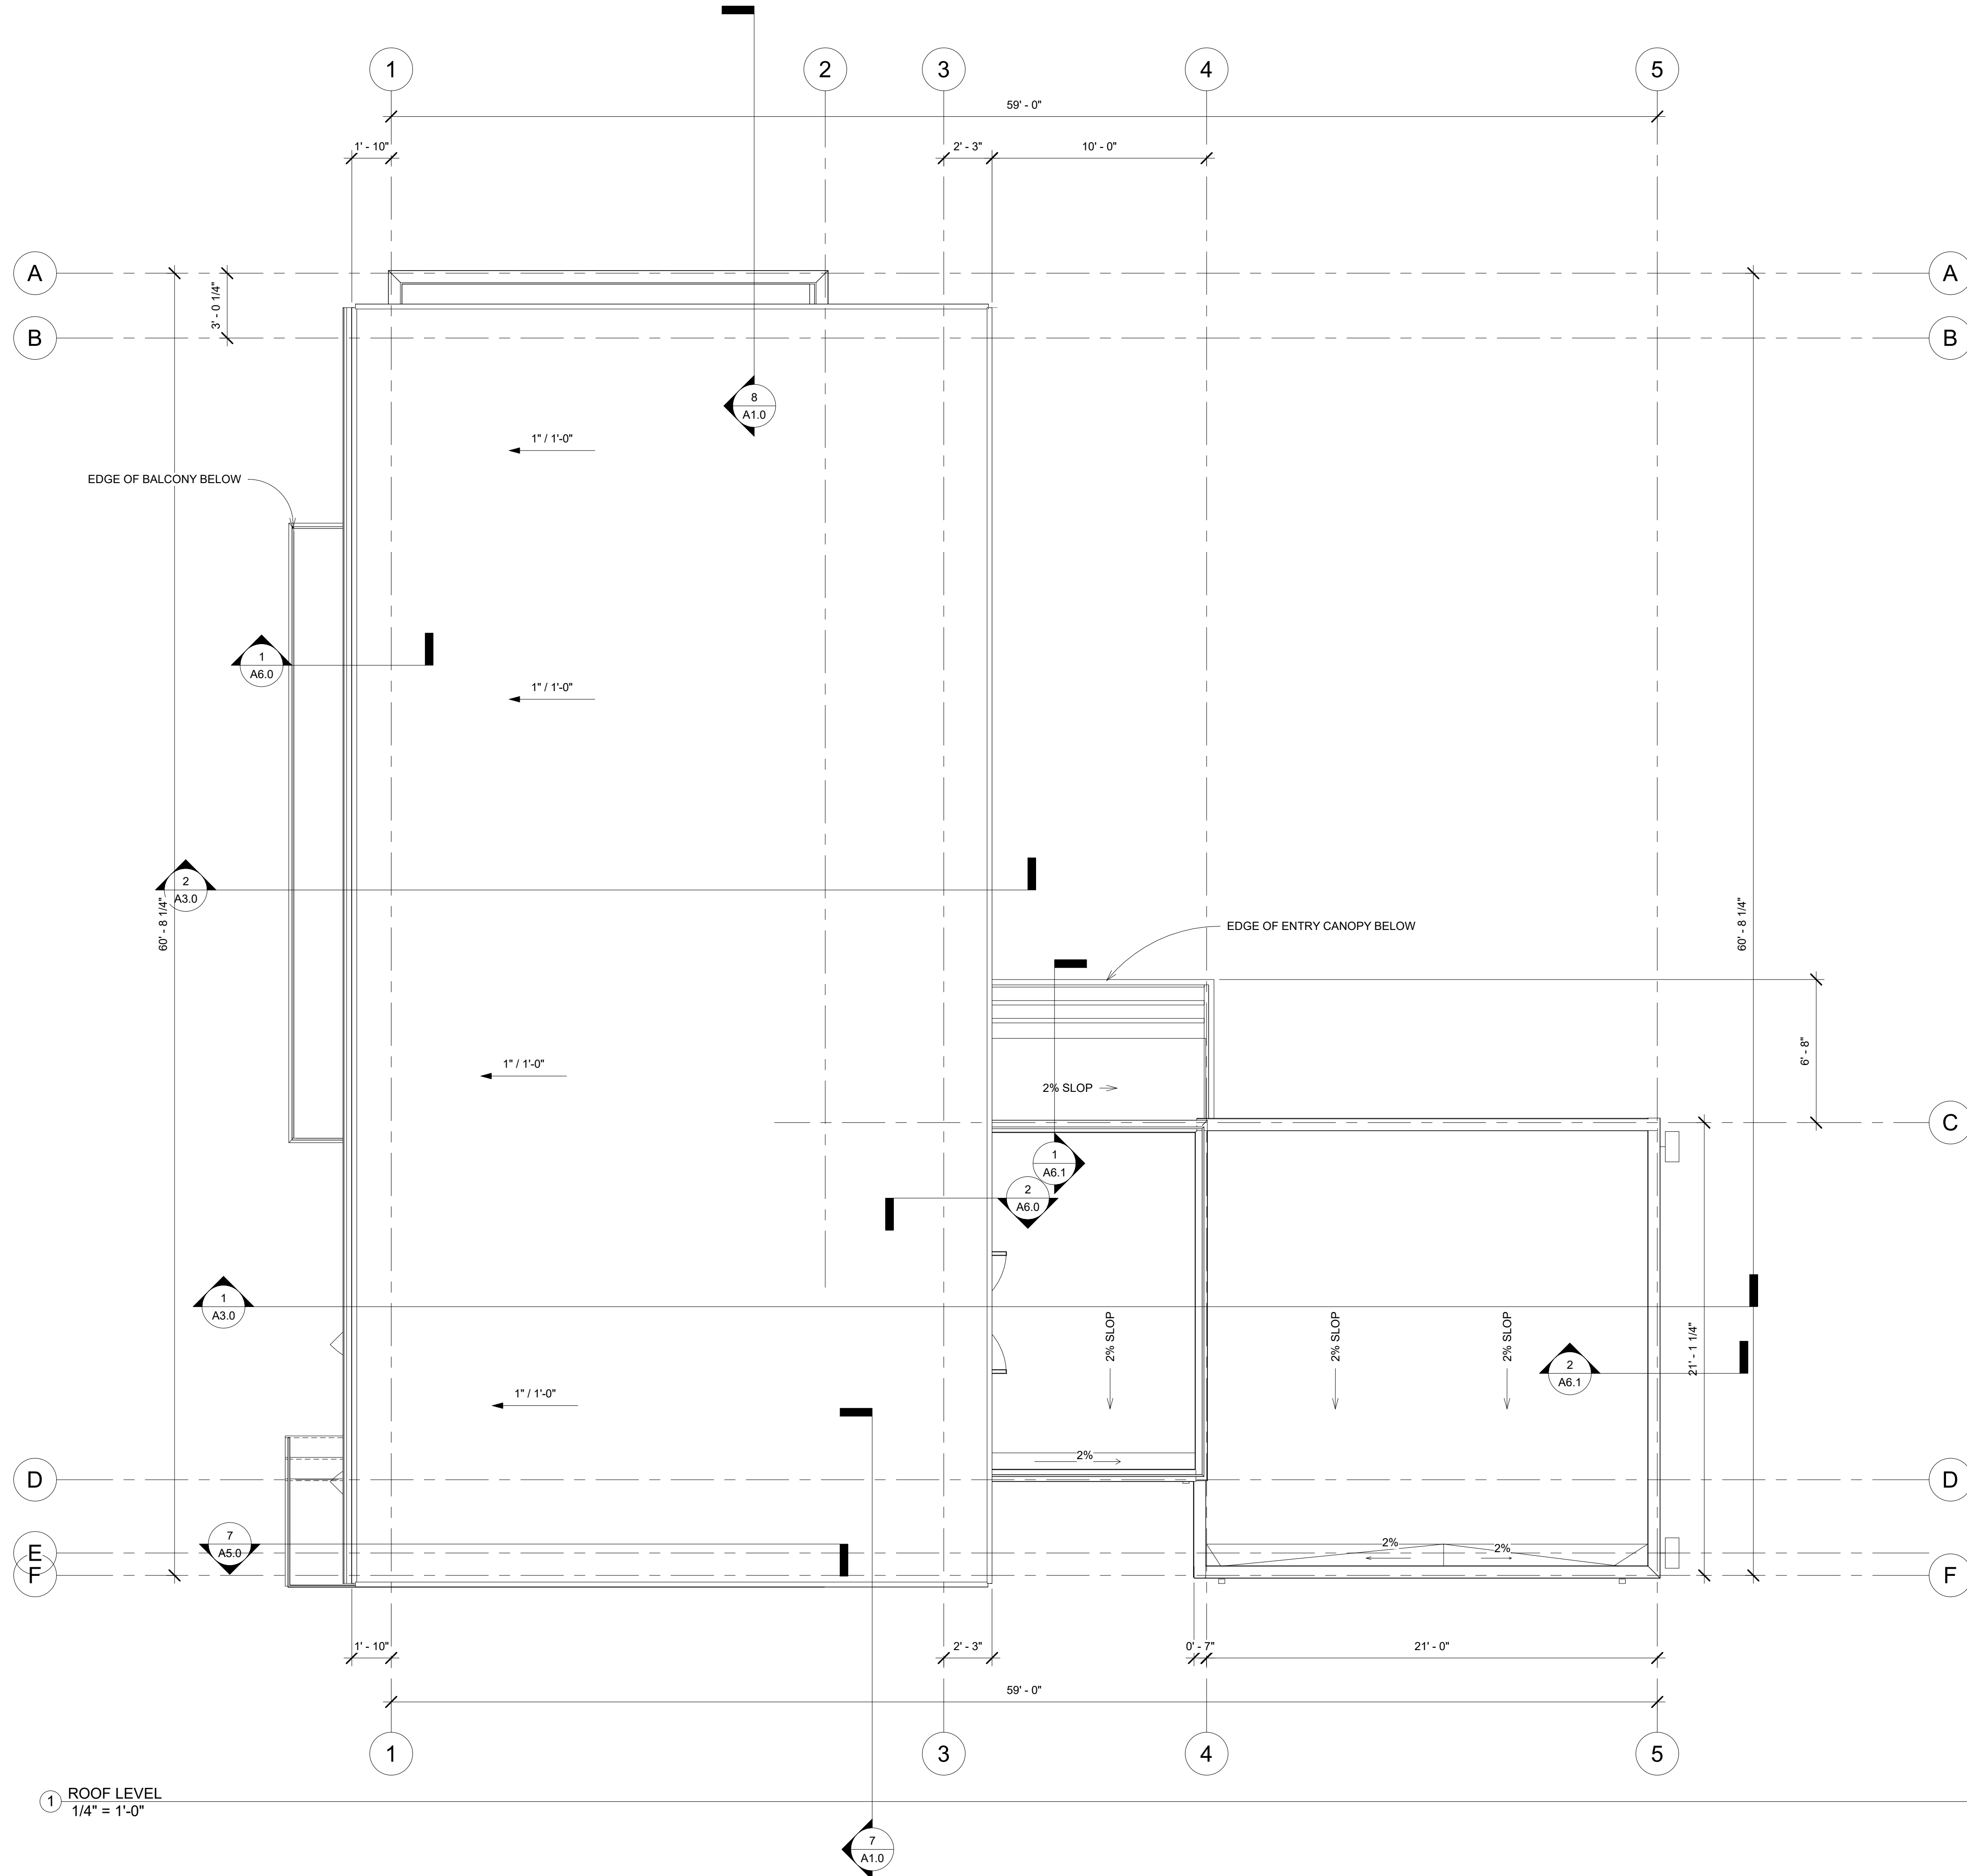 1
2
3
4
5
59' - 0"
1' - 10"
2' - 3"
10' - 0"
A
A
3' - 0 1/4"
B
B
8
A1.0
1" / 1'-0"
EDGE OF BALCONY BELOW
1
A6.0
1" / 1'-0"
2
A3.0
60' - 8 1/4"
60' - 8 1/4"
EDGE OF ENTRY CANOPY BELOW
6' - 8"
1" / 1'-0"
2% SLOP
C
1
A6.1
2
A6.0
1
A3.0
2% SLOP
2% SLOP
2% SLOP
21' - 1 1/4"
2
A6.1
1" / 1'-0"
2%
D
D
7
A5.0
2%
2%
E
F
F
1' - 10"
2' - 3"
0' - 7"
21' - 0"
59' - 0"
1
3
4
5
1
ROOF LEVEL
1/4" = 1'-0"
7
A1.0